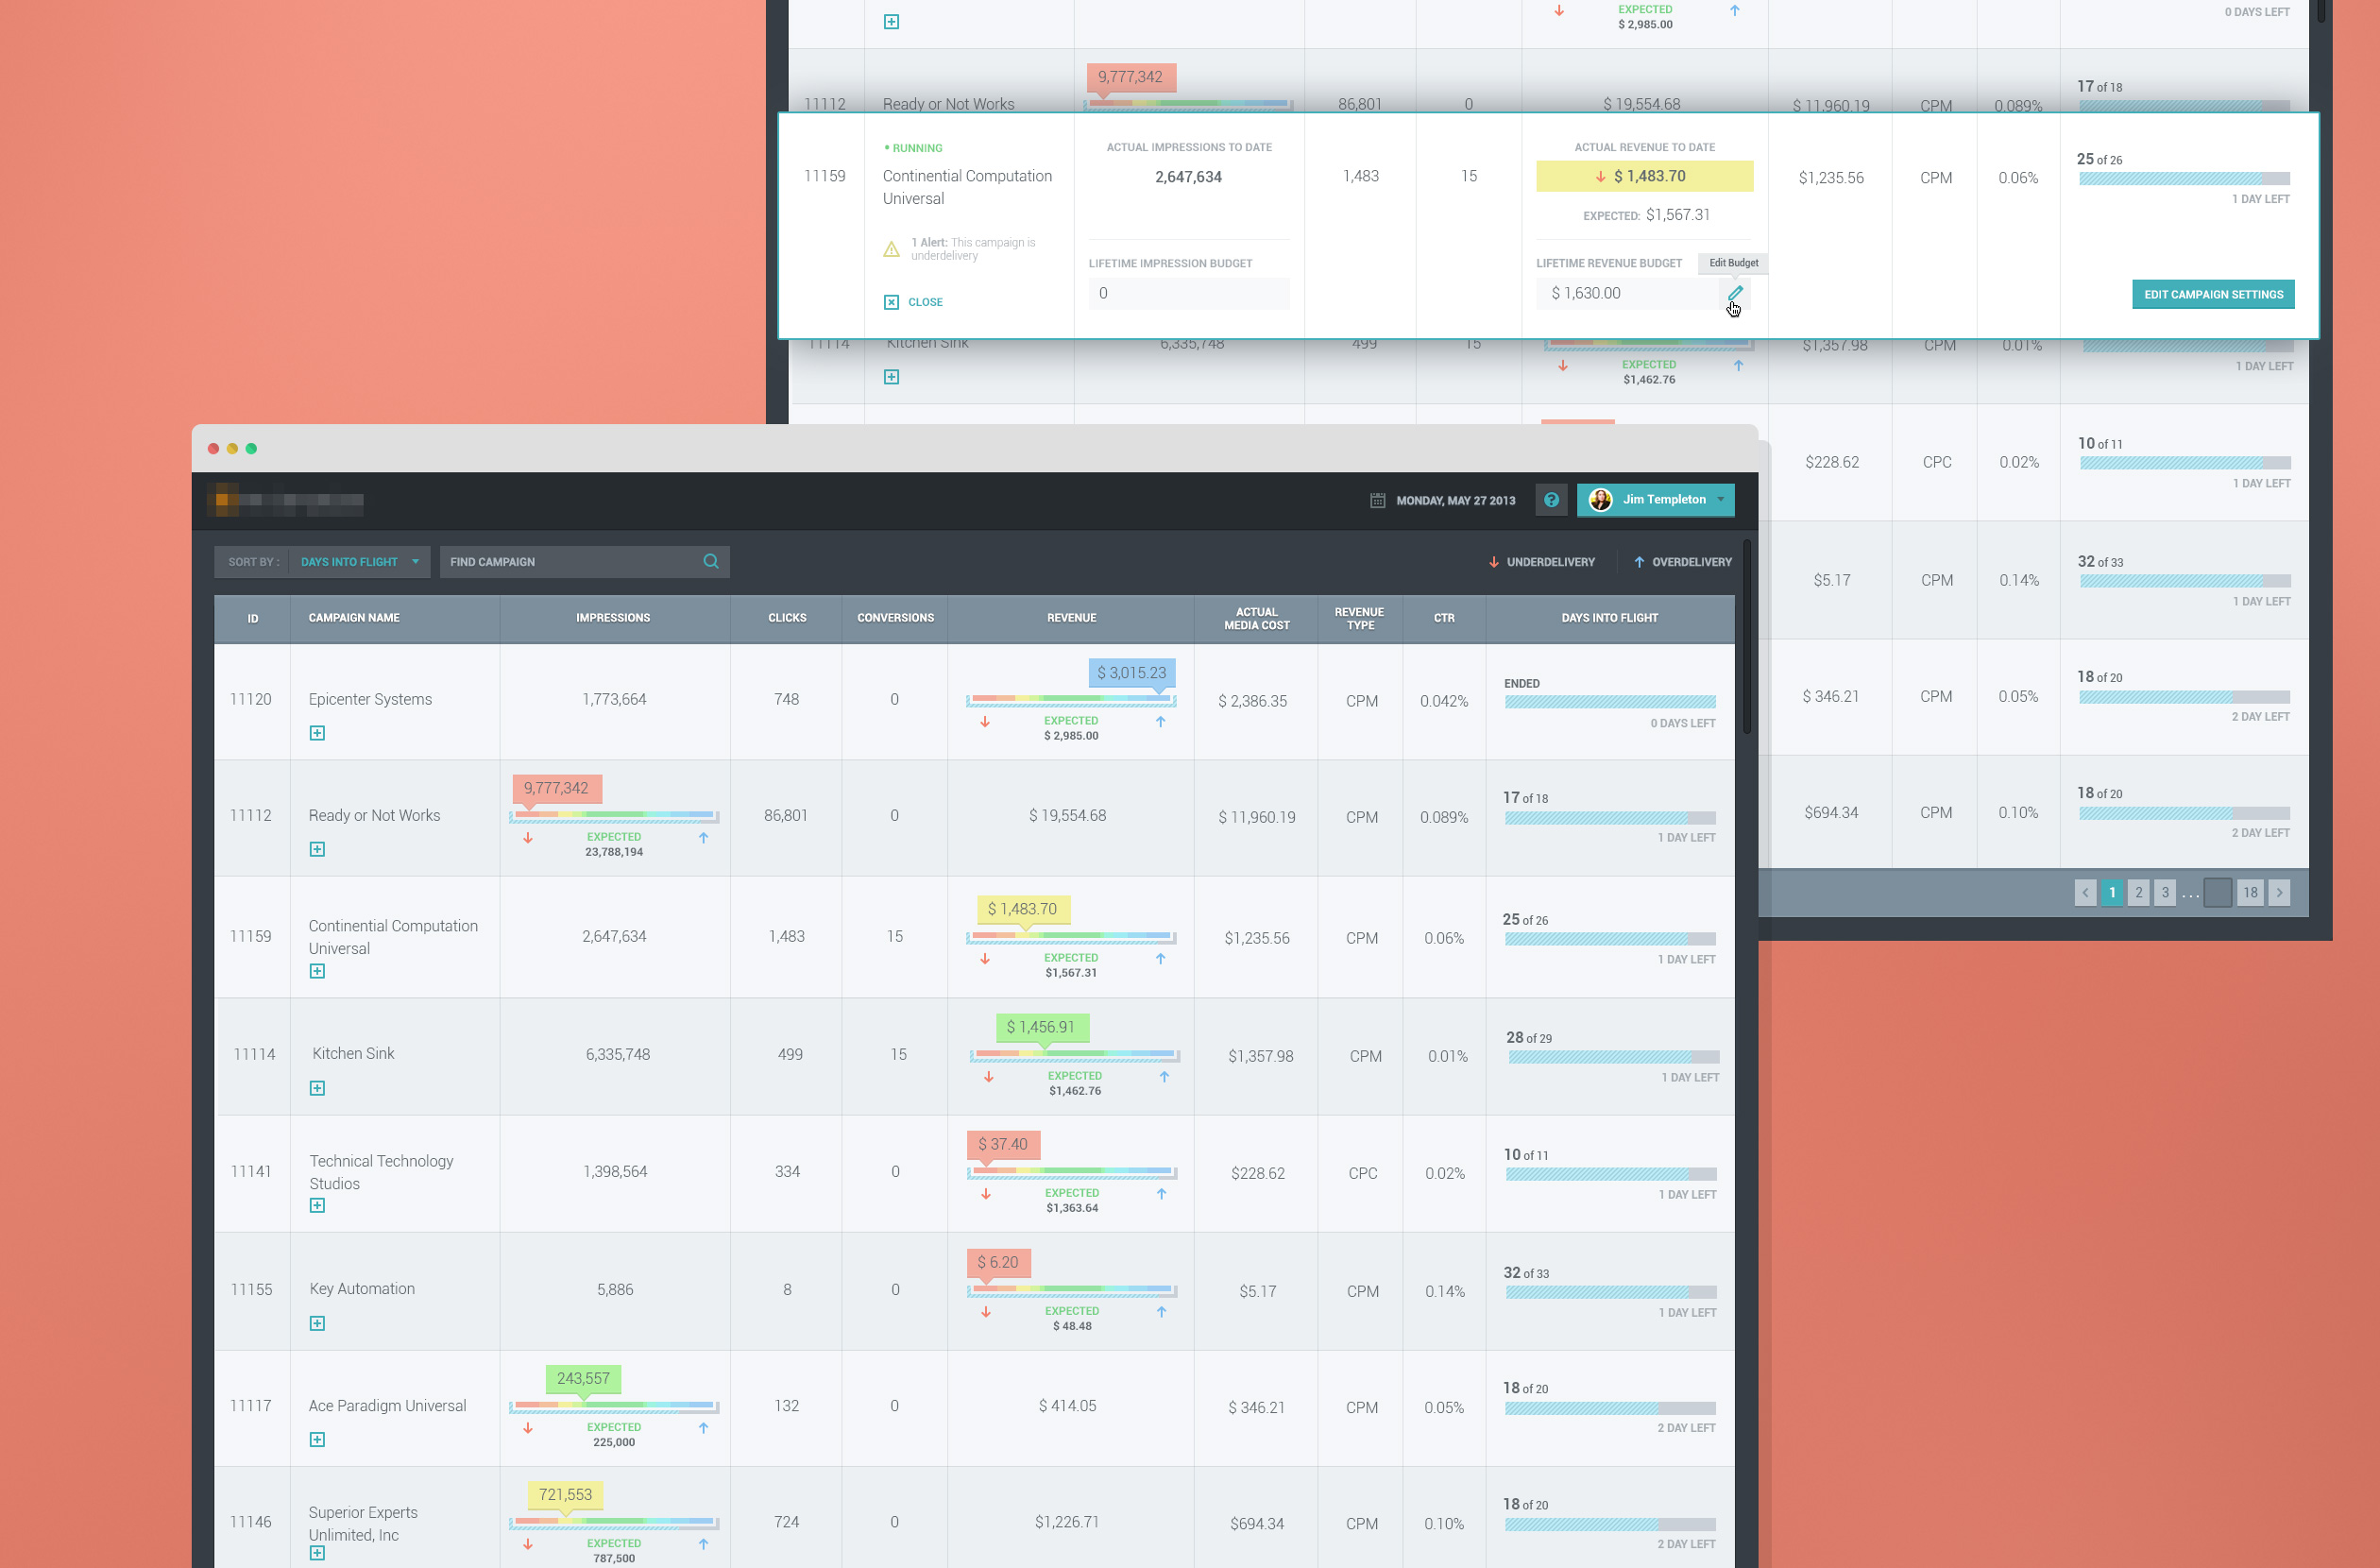 EXPECTED
$ 2,985.00
0 DAYS LEFT
9,777,342
17 of 18
11112
Ready or Not Works
86,801
0
$ 19,554.68
$ 11,960.19
CPM
0.089%
• RUNNING
ACTUAL IMPRESSIONS TO DATE
ACTUAL REVENUE TO DATE
25 of 26
11159
Continential Computation
Universal
2,647,634
1,483
15
$ 1,483.70
$1,235.56
CPM
0.06%
1 DAY LEFT
EXPECTED: $1,567.31
1 Alert: This campaign is
underdelivery
LIFETIME IMPRESSION BUDGET
LIFETIME REVENUE BUDGET
Edit Budget
0
$ 1,630.00
CLOSE
EDIT CAMPAIGN SETTINGS
11114
Kitchen Sink
6,335,748
499
15
$1,357.98
CPM
0.01%
EXPECTED
$1,462.76
1 DAY LEFT
10 of 11
$228.62
CPC
0.02%
1 DAY LEFT
32 of 33
$5.17
CPM
0.14%
1 DAY LEFT
18 of 20
$ 346.21
CPM
0.05%
2 DAY LEFT
18 of 20
$694.34
CPM
0.10%
2 DAY LEFT
< 1 2 3 ... 18 >
MONDAY, MAY 27 2013
?
Jim Templeton
SORT BY :
DAYS INTO FLIGHT
FIND CAMPAIGN
UNDERDELIVERY
OVERDELIVERY
ID
CAMPAIGN NAME
IMPRESSIONS
CLICKS
CONVERSIONS
REVENUE
ACTUAL
MEDIA COST
REVENUE
TYPE
CTR
DAYS INTO FLIGHT
11120
Epicenter Systems
1,773,664
748
0
$ 3,015.23
EXPECTED
$ 2,985.00
$ 2,386.35
CPM
0.042%
ENDED
0 DAYS LEFT
11112
Ready or Not Works
9,777,342
EXPECTED
23,788,194
86,801
0
$ 19,554.68
$ 11,960.19
CPM
0.089%
17 of 18
1 DAY LEFT
11159
Continential Computation
Universal
2,647,634
1,483
15
$ 1,483.70
EXPECTED
$1,567.31
$1,235.56
CPM
0.06%
25 of 26
1 DAY LEFT
11114
Kitchen Sink
6,335,748
499
15
$ 1,456.91
EXPECTED
$1,462.76
$1,357.98
CPM
0.01%
28 of 29
1 DAY LEFT
11141
Technical Technology
Studios
1,398,564
334
0
$ 37.40
EXPECTED
$1,363.64
$228.62
CPC
0.02%
10 of 11
1 DAY LEFT
11155
Key Automation
5,886
8
0
$ 6.20
EXPECTED
$ 48.48
$5.17
CPM
0.14%
32 of 33
1 DAY LEFT
11117
Ace Paradigm Universal
243,557
EXPECTED
225,000
132
0
$ 414.05
$ 346.21
CPM
0.05%
18 of 20
2 DAY LEFT
11146
Superior Experts
Unlimited, Inc
721,553
EXPECTED
787,500
724
0
$1,226.71
$694.34
CPM
0.10%
18 of 20
2 DAY LEFT